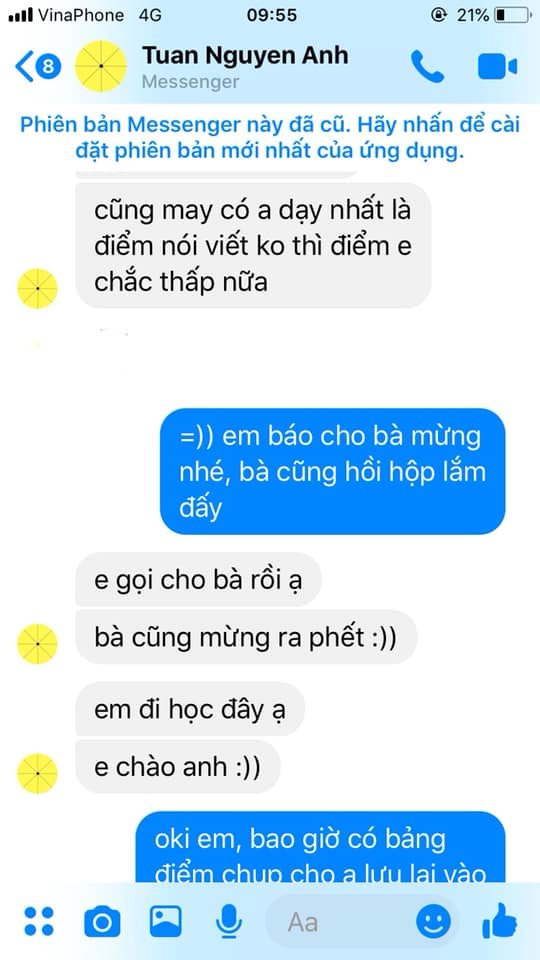 VinaPhone 4G 09:55 21%
8 Tuan Nguyen Anh
Messenger
Phiên bản Messenger này đã cũ. Hãy nhấn để cài
đặt phiên bản mới nhất của ứng dụng.
cũng may có a dạy nhất là
điểm nói viết ko thì điểm e
chắc thấp nữa
=)) em báo cho bà mừng
nhé, bà cũng hồi hộp lắm
đấy
e gọi cho bà rồi ạ
bà cũng mừng ra phết :))
em đi học đây ạ
e chào anh :))
oki em, bao giờ có bảng
điểm chụp cho a lưu lại vào
Aa